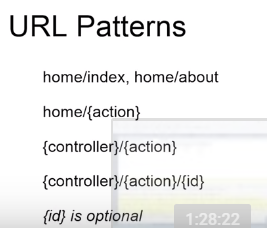 URL Patterns
home/index, home/about
home/{action}
{controller}/{action}
{controller}/{action}/{id}
{id} is optional
1:28:22